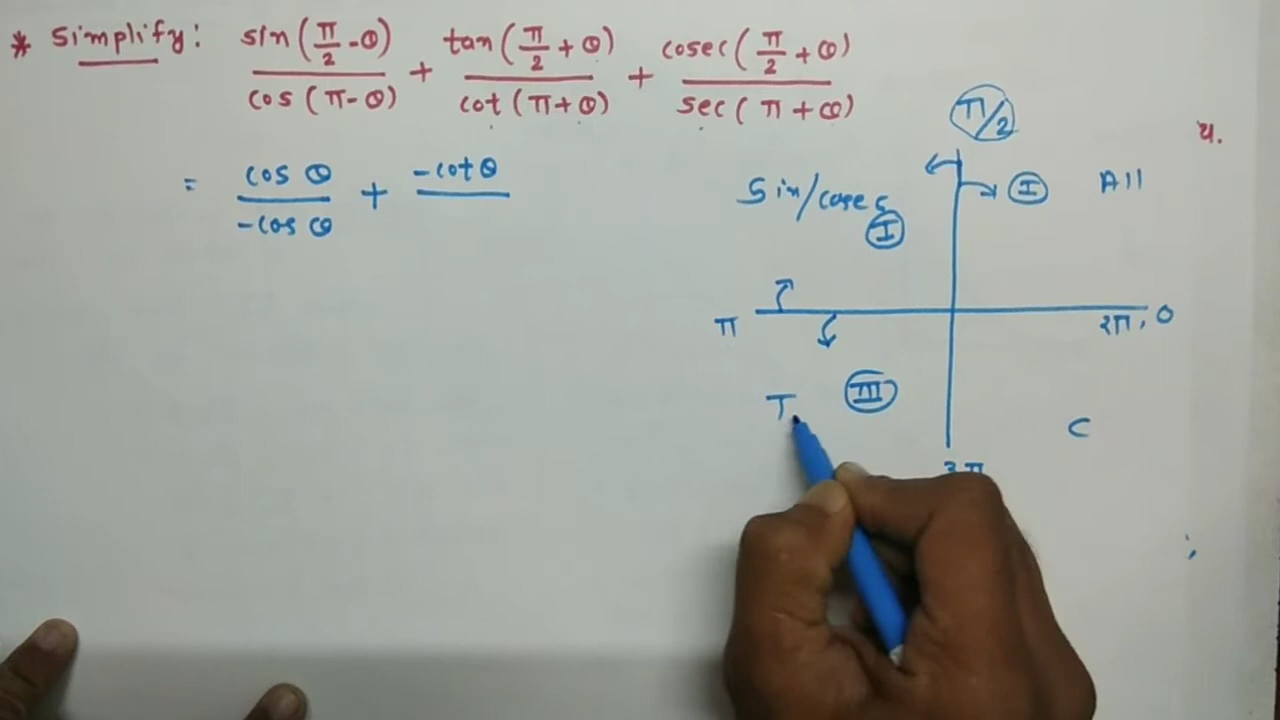 * Simplify: sin(π/2 - θ)/cos(π - θ) + tan(π/2 + θ)/cot(π + θ) + cosec(π/2 + θ)/sec(π + θ)
= cos θ/-cos θ + -cot θ
π/2
Sin/cosec
I
All
I
π
2π, 0
T
III
C